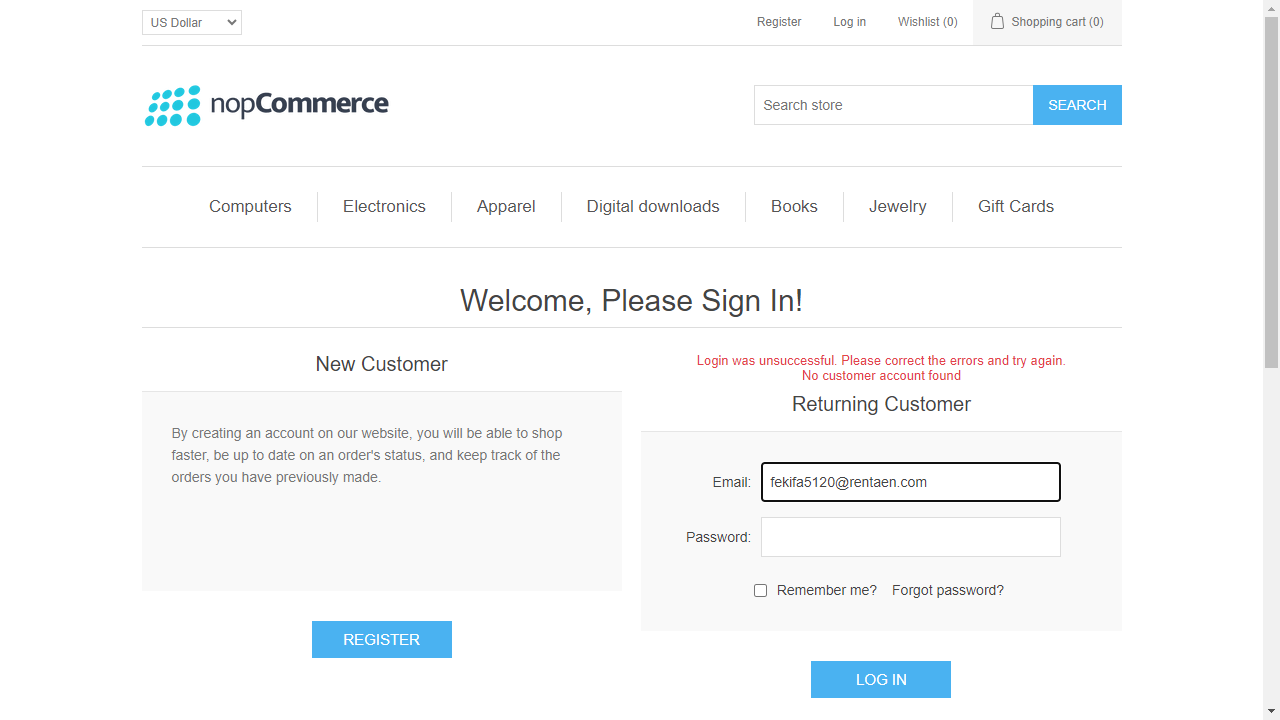 US Dollar
Register
Log in
Wishlist (0)
Shopping cart (0)
nopCommerce
Search store
SEARCH
Computers
Electronics
Apparel
Digital downloads
Books
Jewelry
Gift Cards
Welcome, Please Sign In!
New Customer
By creating an account on our website, you will be able to shop
faster, be up to date on an order's status, and keep track of the
orders you have previously made.
REGISTER
Login was unsuccessful. Please correct the errors and try again.
No customer account found
Returning Customer
Email:
fekifa5120@rentaen.com
Password:
Remember me?
Forgot password?
LOG IN